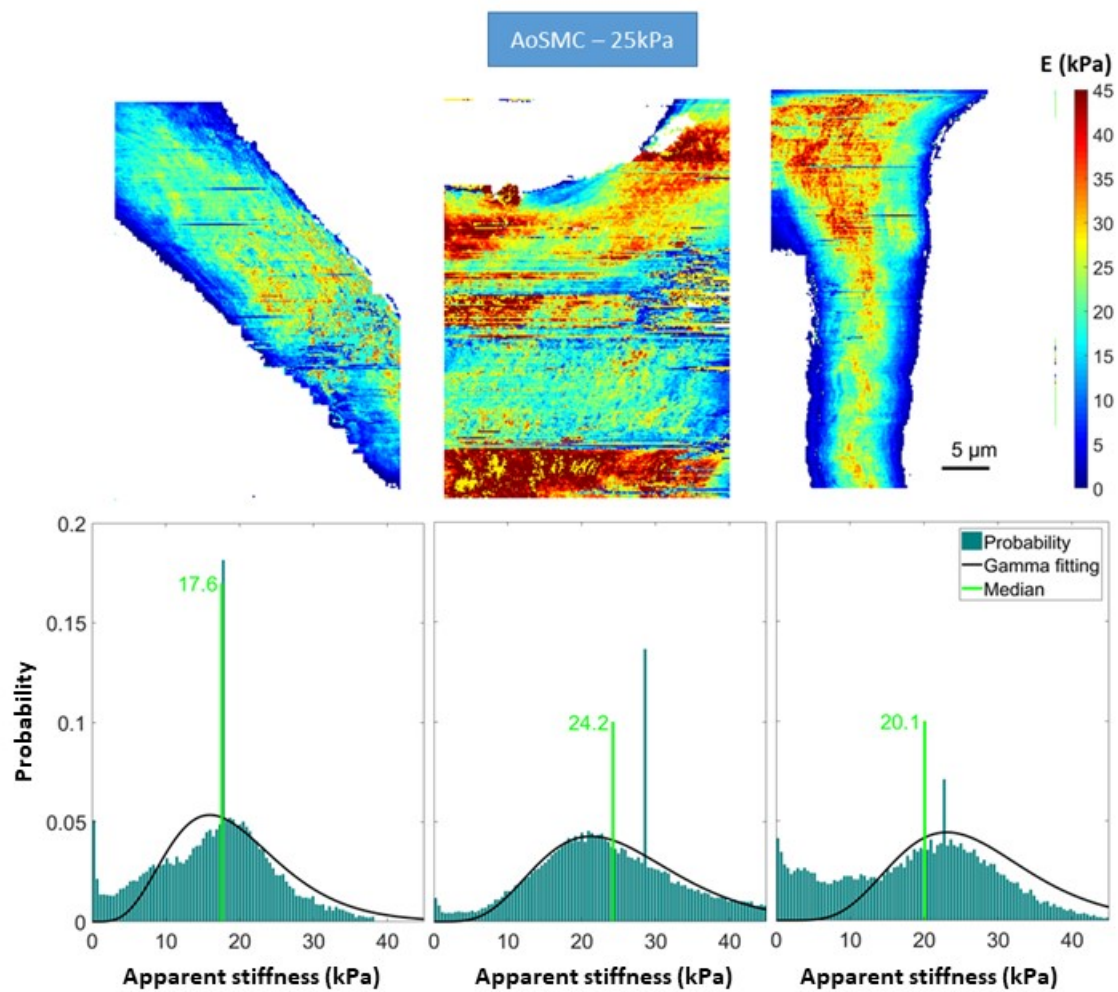 AoSMC – 25kPa
E (kPa)
45
40
35
30
25
20
15
10
5
0
5 µm
0.2
0.15
0.1
0.05
0
Probability
17.6
24.2
20.1
Probability
Gamma fitting
Median
0 10 20 30 40
0 10 20 30 40
0 10 20 30 40
Apparent stiffness (kPa)
Apparent stiffness (kPa)
Apparent stiffness (kPa)